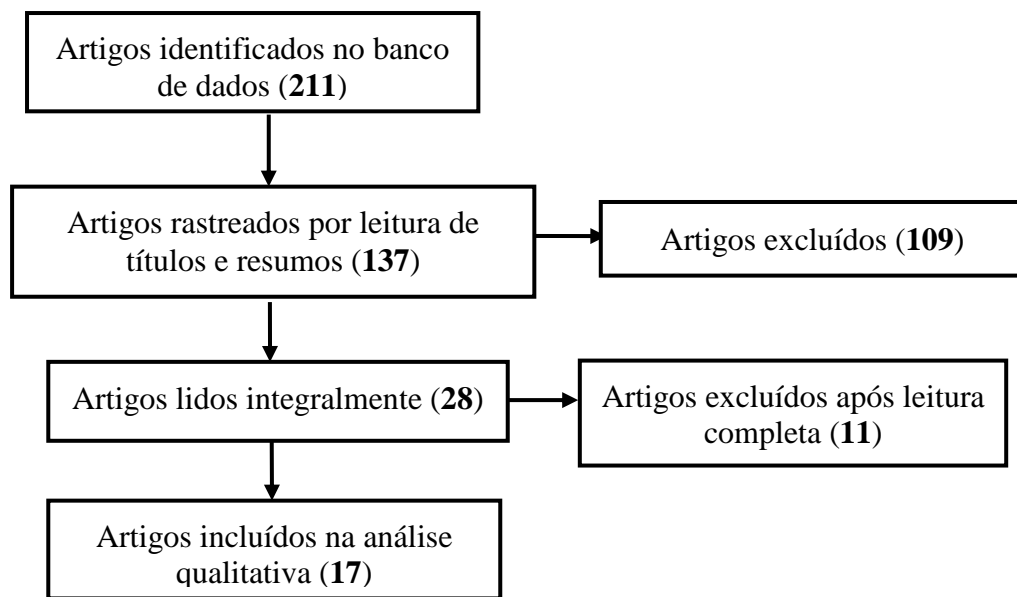 Artigos identificados no banco
de dados (211)
Artigos rastreados por leitura de
títulos e resumos (137)
Artigos excluídos (109)
Artigos lidos integralmente (28)
Artigos excluídos após leitura
completa (11)
Artigos incluídos na análise
qualitativa (17)